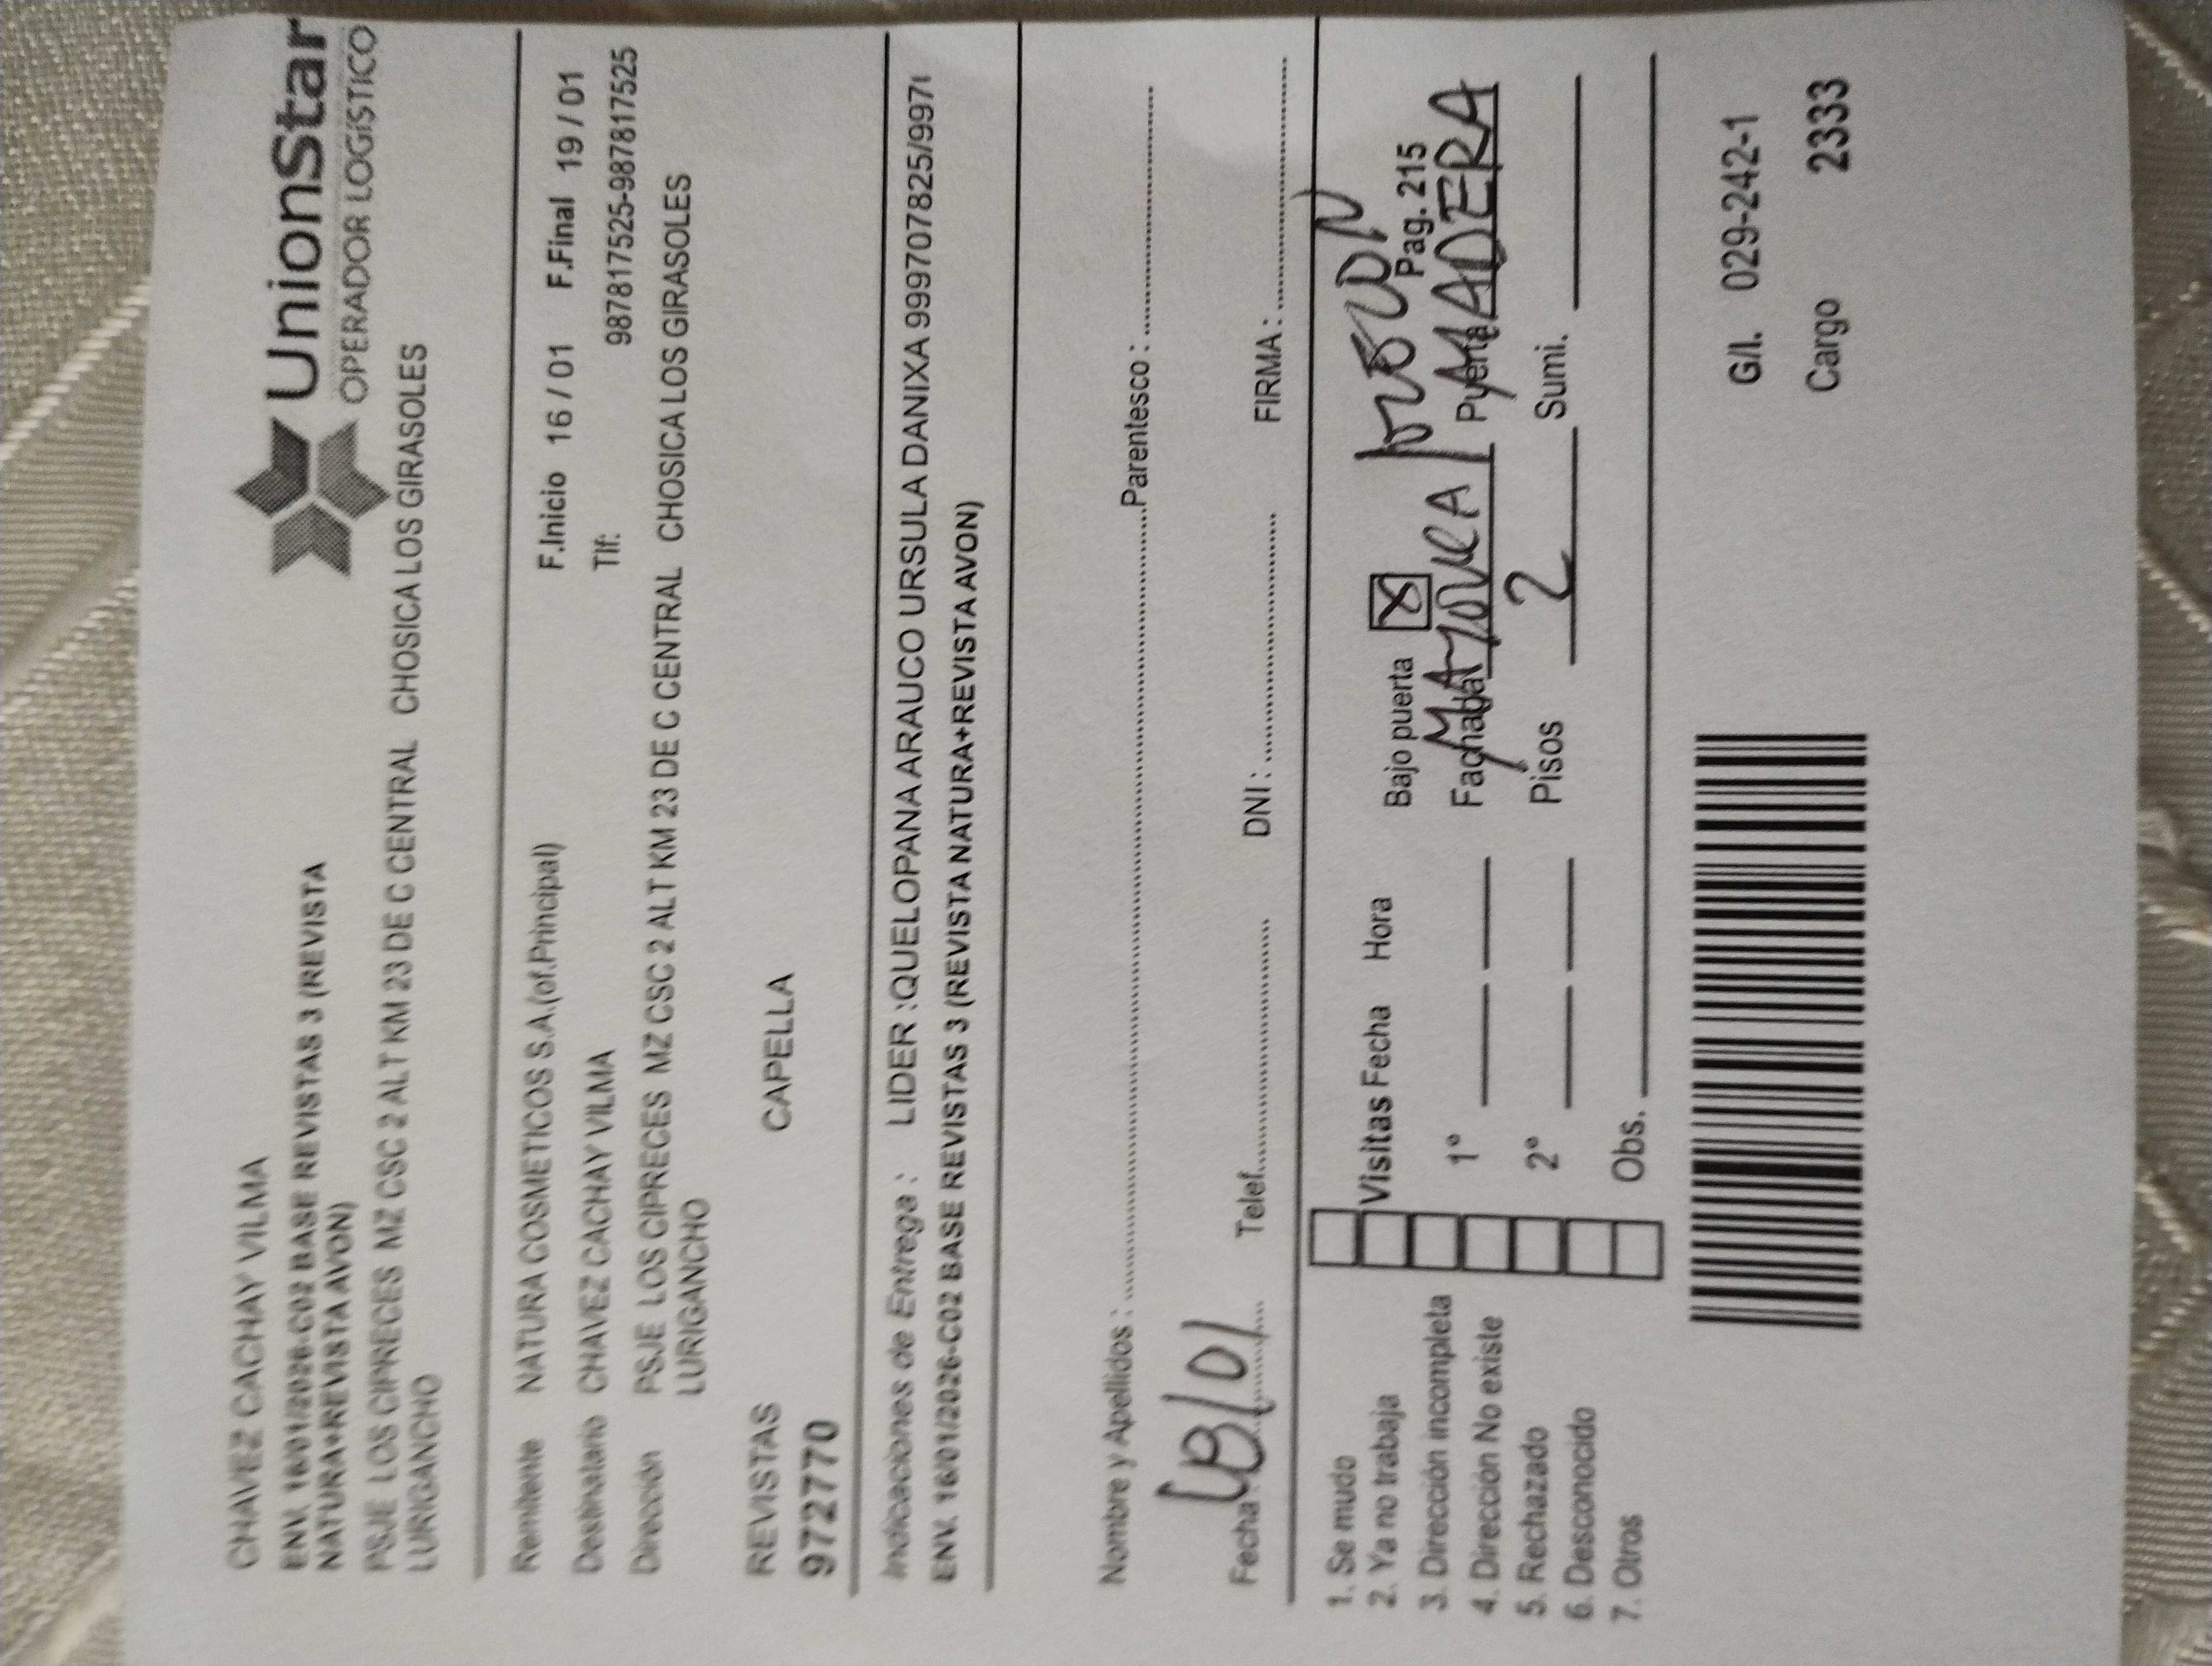 UnionStar
OPERADOR LOGÍSTICO
CHAVEZ CACHAY VILMA
ENV. 16/01/2026-C02 BASE REVISTAS 3 (REVISTA
NATURA+REVISTA AVON)
PSJE LOS CIPRECES MZ CSC 2 ALT KM 23 DE C CENTRAL CHOSICA LOS GIRASOLES
LURIGANCHO
Remitente NATURA COSMETICOS S.A.(of.Principal) F.Inicio 16 / 01 F.Final 19 / 01
Destinatario CHAVEZ CACHAY VILMA Tlf: 987817525-987817525
Dirección PSJE LOS CIPRECES MZ CSC 2 ALT KM 23 DE C CENTRAL CHOSICA LOS GIRASOLES
LURIGANCHO
REVISTAS CAPELLA
9727770
Indicaciones de Entrega : LIDER :QUELOPANA ARAUCO URSULA DANIXA 999707825/9970
ENV. 16/01/2026-C02 BASE REVISTAS 3 (REVISTA NATURA+REVISTA AVON)
Nombre y Apellidos : Parentesco :
Fecha Telef. DNI : FIRMA :
1. Se mudo
2. Ya no trabaja
3. Dirección incompleta
4. Dirección No existe
5. Rechazado
6. Desconocido
7. Otros
Visitas Fecha Hora Bajo puerta X Pag. 215
1° Fachada Puerta MADERA
2° Pisos 2 Sumi.
Obs.
G/I. 029-242-1
Cargo 2333